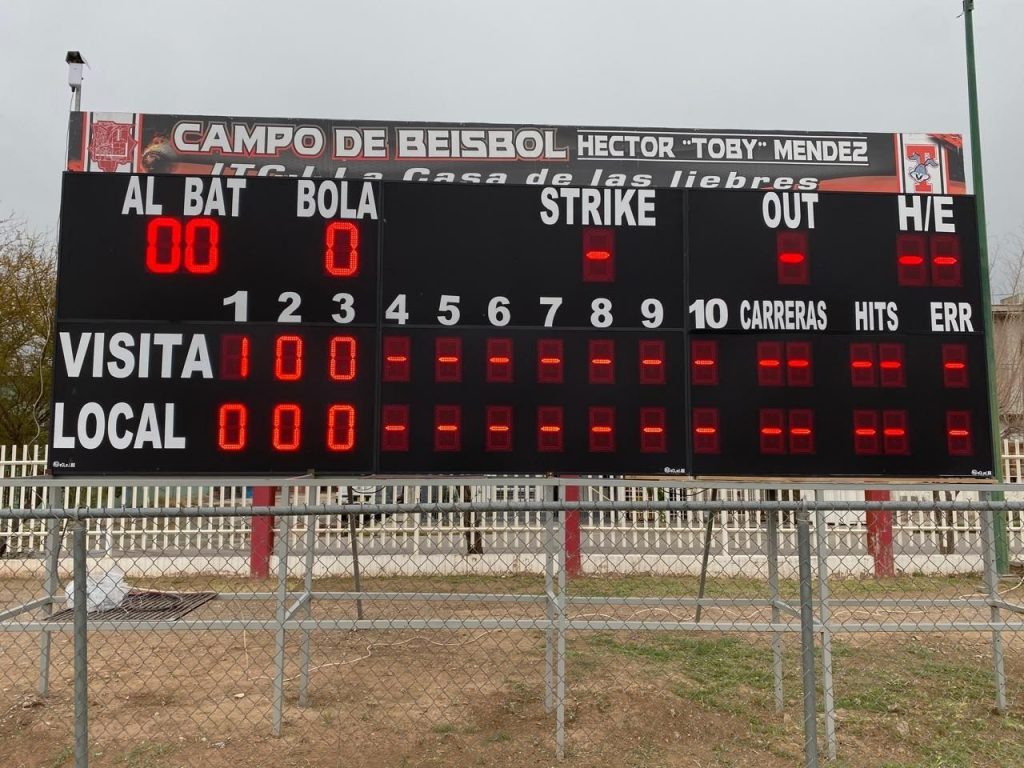 CAMPO DE BEISBOL HECTOR "TOBY" MENDEZ
La Casa de las liebres
AL BAT BOLA STRIKE OUT H/E
00 0 - - - -
1 2 3 4 5 6 7 8 9 10 CARRERAS HITS ERR
VISITA 1 0 0 - - - - - - - - - - - -
LOCAL 0 0 0 - - - - - - - - - - - -